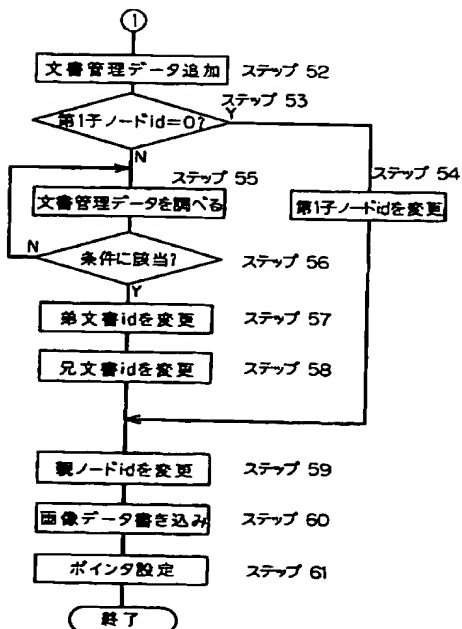 1
文書管理データ追加 ステップ 52
ステップ 53
第1子ノードid=0? Y
N
ステップ 54
ステップ 55
文書管理データを調べる
第1子ノードidを変更
N
条件に該当? ステップ 56
Y
弟文書idを変更 ステップ 57
兄文書idを変更 ステップ 58
親ノードidを変更 ステップ 59
画像データ書き込み ステップ 60
ポインタ設定 ステップ 61
終了